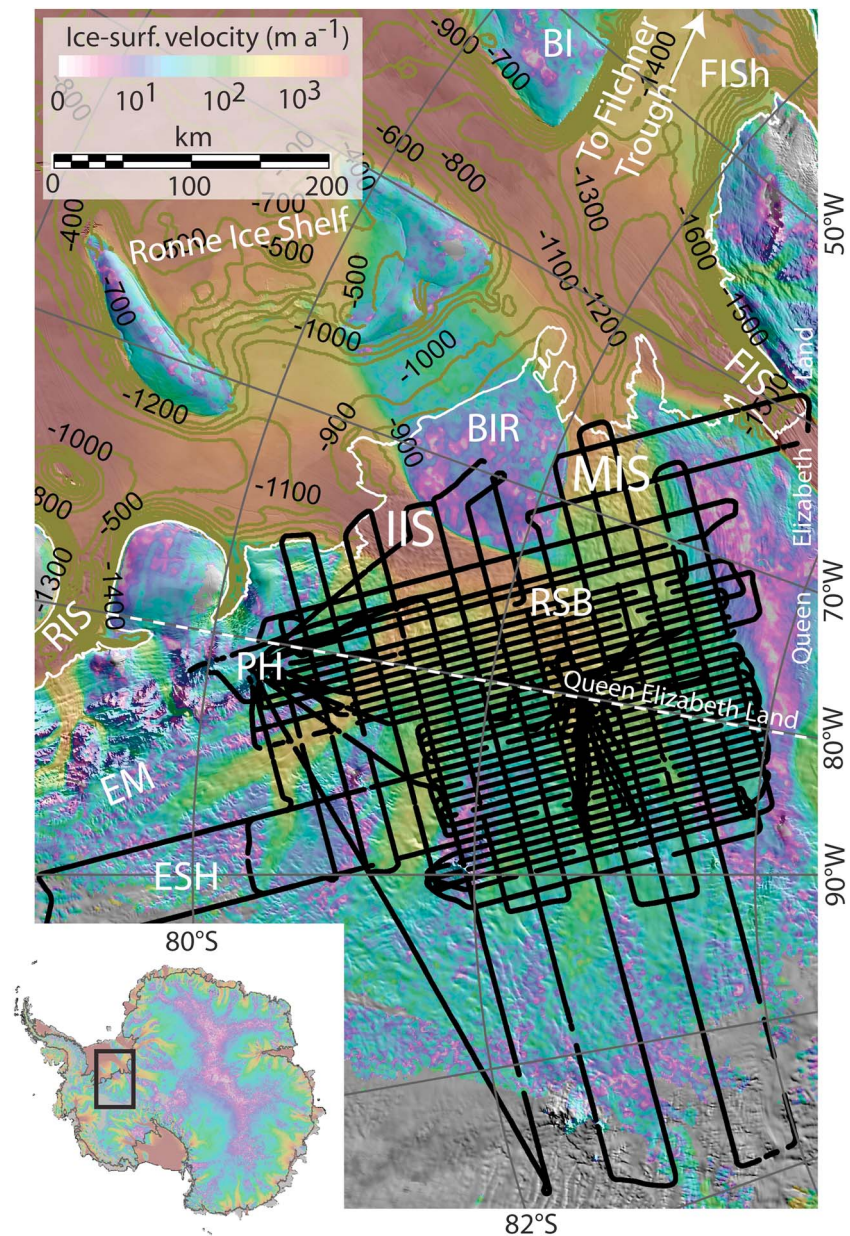 Ice-surf. velocity (m a⁻¹)
0 10¹ 10² 10³
km
0 100 200
-900
-700
BI
-1400
FISh
To Filchner
Trough
-800
-600
-800
-400
-700
-400
-1300
50°W
Ronne Ice Shelf
-500
-500
-500
-1600
-1100
-700
-1200
-1500
-1000
-1000
Land
FIS
-1200
-900
-900
BIR
-1000
MIS
Elizabeth
-1100
800
-500
IIS
-1300
-1400
70°W
RSB
RIS
Queen
PH
Queen Elizabeth Land
80°W
EM
ESH
90°W
80°S
82°S